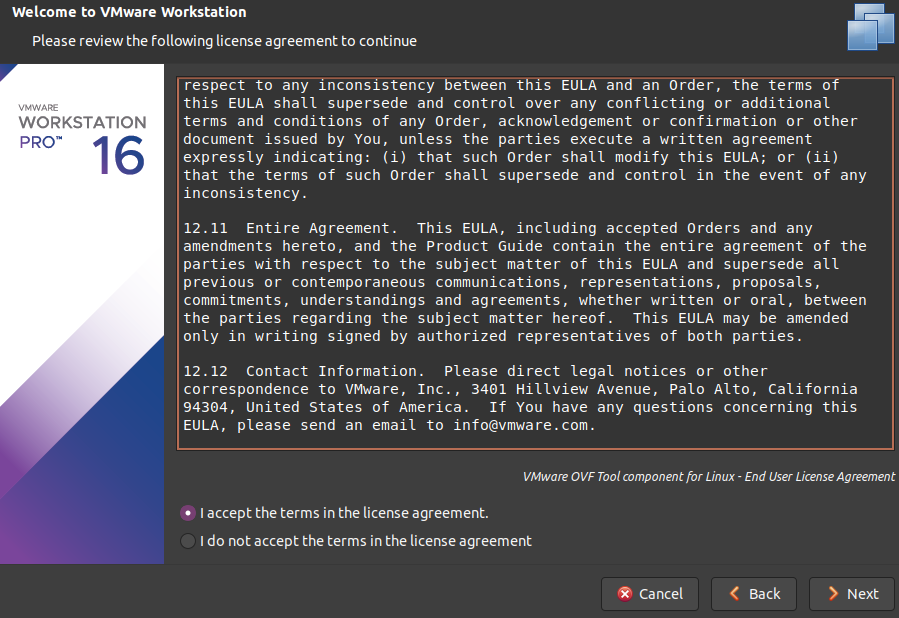 Welcome to VMware Workstation
Please review the following license agreement to continue
VMWARE
WORKSTATION
PRO™ 16
respect to any inconsistency between this EULA and an Order, the terms of
this EULA shall supersede and control over any conflicting or additional
terms and conditions of any Order, acknowledgement or confirmation or other
document issued by You, unless the parties execute a written agreement
expressly indicating: (i) that such Order shall modify this EULA; or (ii)
that the terms of such Order shall supersede and control in the event of any
inconsistency.
12.11  Entire Agreement.  This EULA, including accepted Orders and any
amendments hereto, and the Product Guide contain the entire agreement of the
parties with respect to the subject matter of this EULA and supersede all
previous or contemporaneous communications, representations, proposals,
commitments, understandings and agreements, whether written or oral, between
the parties regarding the subject matter hereof.  This EULA may be amended
only in writing signed by authorized representatives of both parties.
12.12  Contact Information.  Please direct legal notices or other
correspondence to VMware, Inc., 3401 Hillview Avenue, Palo Alto, California
94304, United States of America.  If You have any questions concerning this
EULA, please send an email to info@vmware.com.
VMware OVF Tool component for Linux - End User License Agreement
I accept the terms in the license agreement.
I do not accept the terms in the license agreement
Cancel Back Next